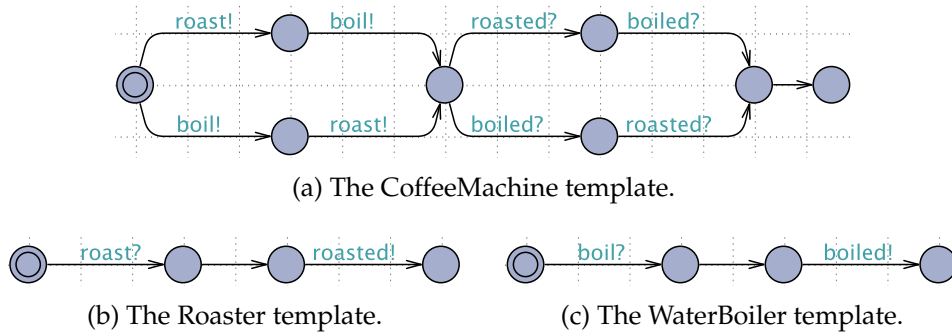 roast! boil! roasted? boiled?
boil! roast! boiled? roasted?
(a) The CoffeeMachine template.
roast? roasted! boil? boiled!
(b) The Roaster template. (c) The WaterBoiler template.